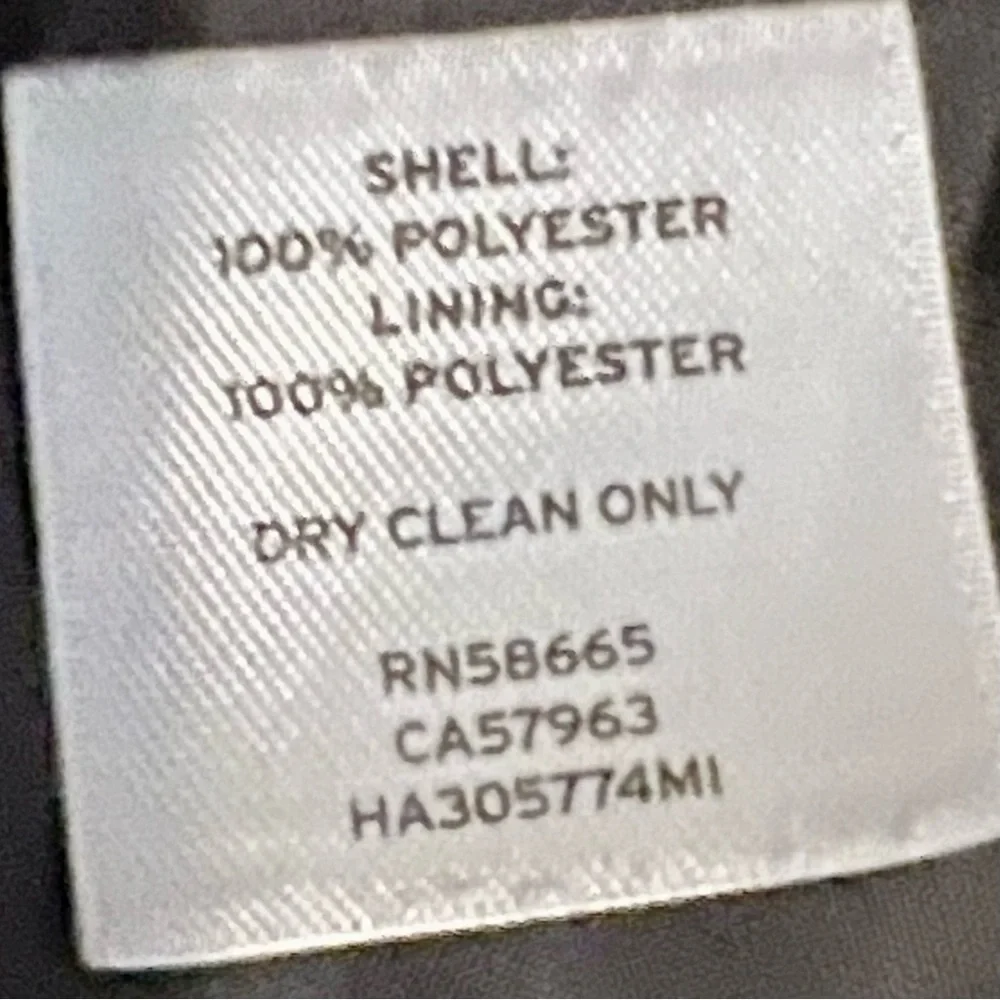 SHELL:
100% POLYESTER
LINING:
100% POLYESTER
DRY CLEAN ONLY
RN58665
CA57963
HA305774MI